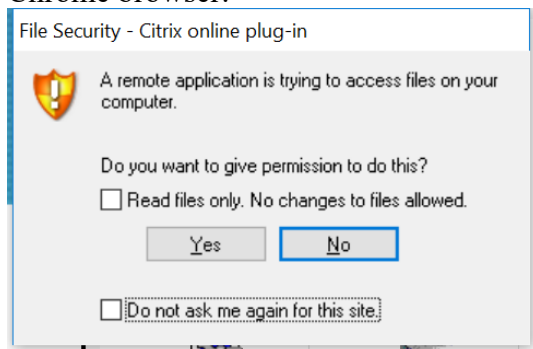 Chrome browser.
File Security - Citrix online plug-in
A remote application is trying to access files on your
computer.
Do you want to give permission to do this?
Read files only. No changes to files allowed.
Yes
No
Do not ask me again for this site.